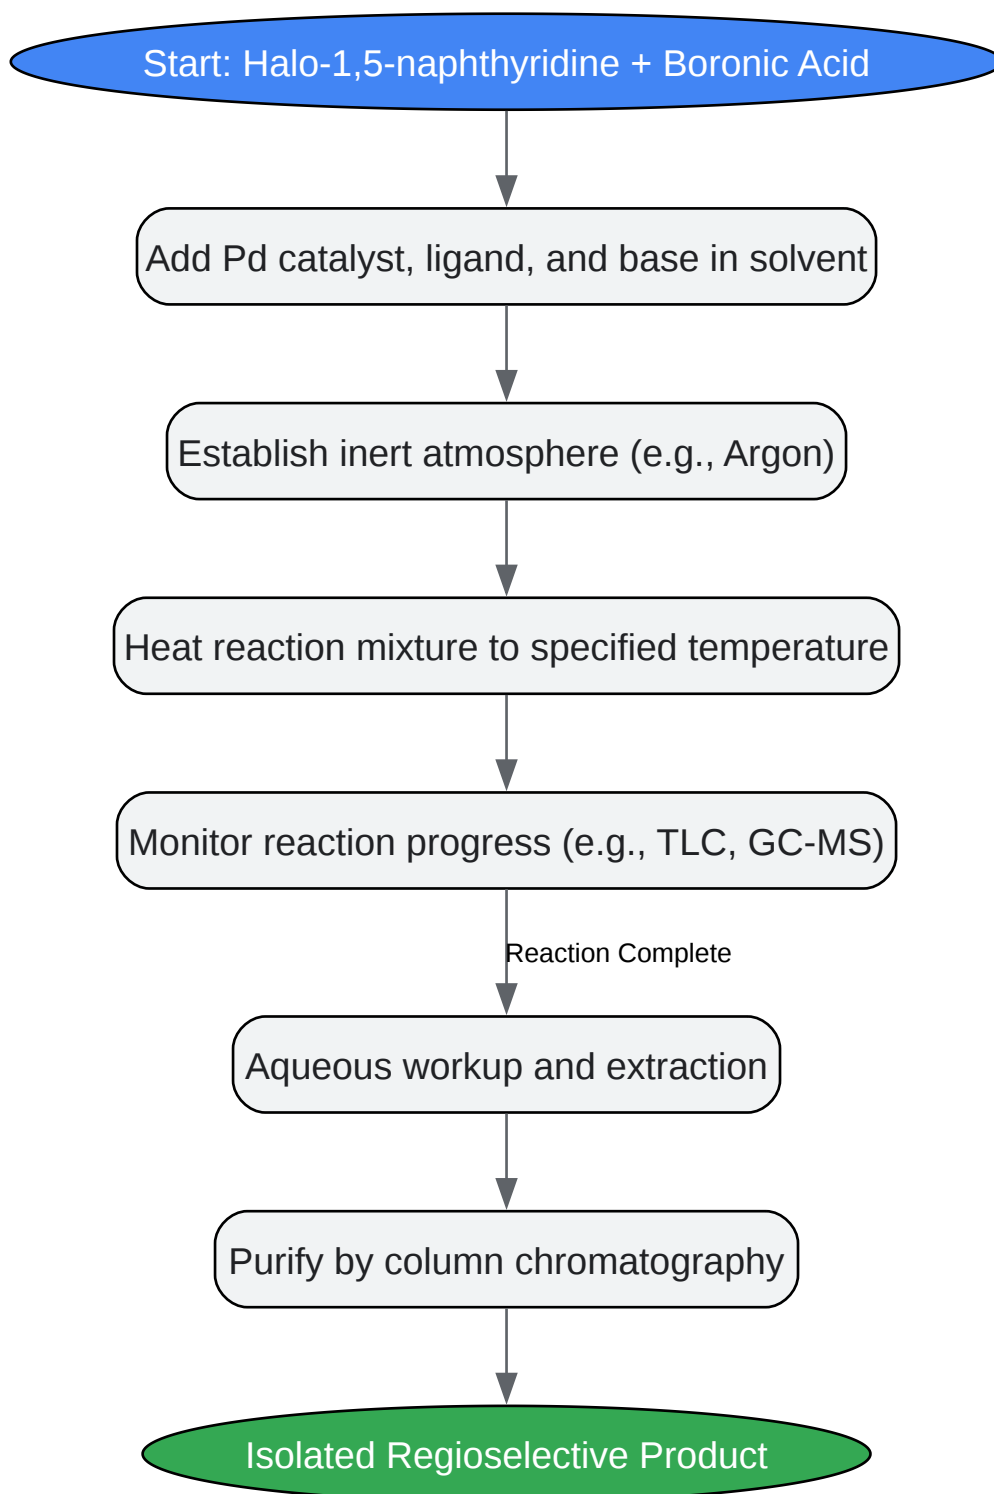 Start: Halo-1,5-naphthyridine + Boronic Acid
Add Pd catalyst, ligand, and base in solvent
Establish inert atmosphere (e.g., Argon)
Heat reaction mixture to specified temperature
Monitor reaction progress (e.g., TLC, GC-MS)
Reaction Complete
Aqueous workup and extraction
Purify by column chromatography
Isolated Regioselective Product